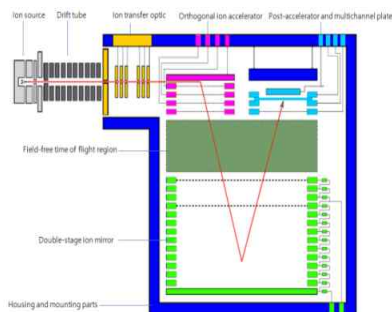 Ion source
Drift tube
Ion transfer optic
Orthogonal ion accelerator
Post-accelerator and multichannel plate
Field-free time of flight region
Double-stage ion mirror
Housing and mounting parts